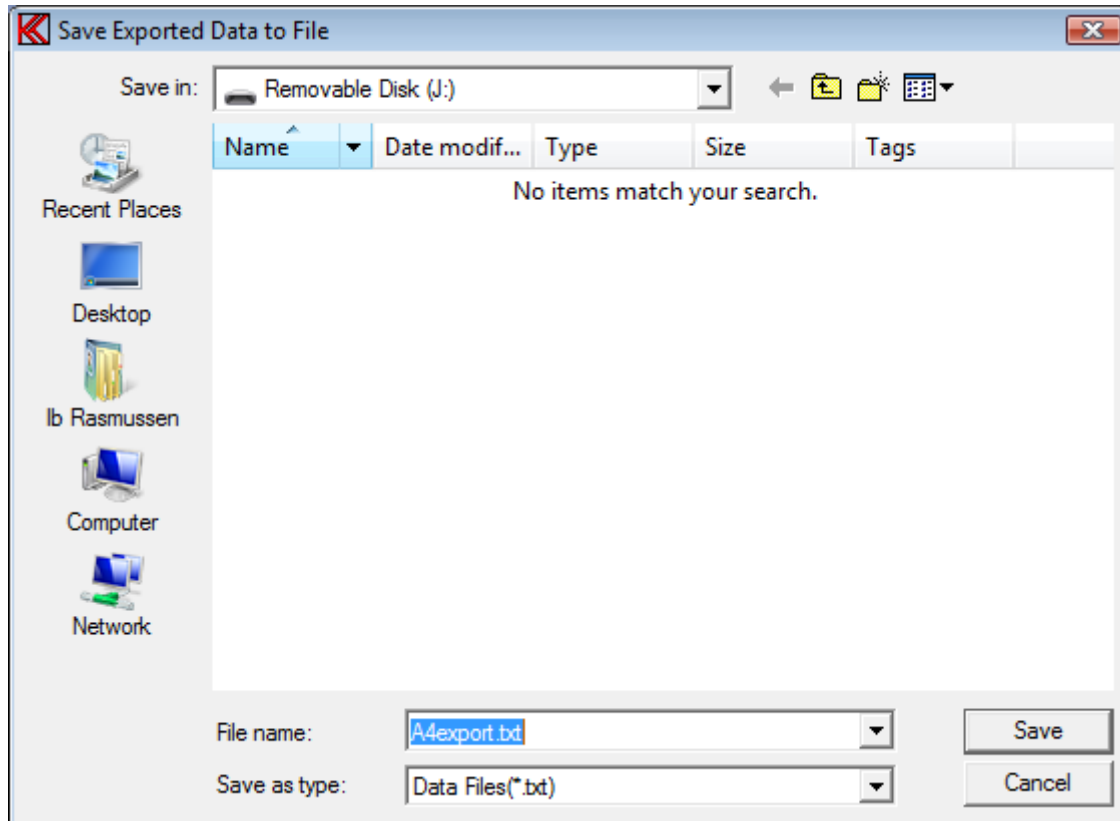 Save Exported Data to File
Save in: Removable Disk (J:)
Name Date modif... Type Size Tags
No items match your search.
Recent Places
Desktop
Ib Rasmussen
Computer
Network
File name: A4export.txt Save
Save as type: Data Files(*.txt) Cancel